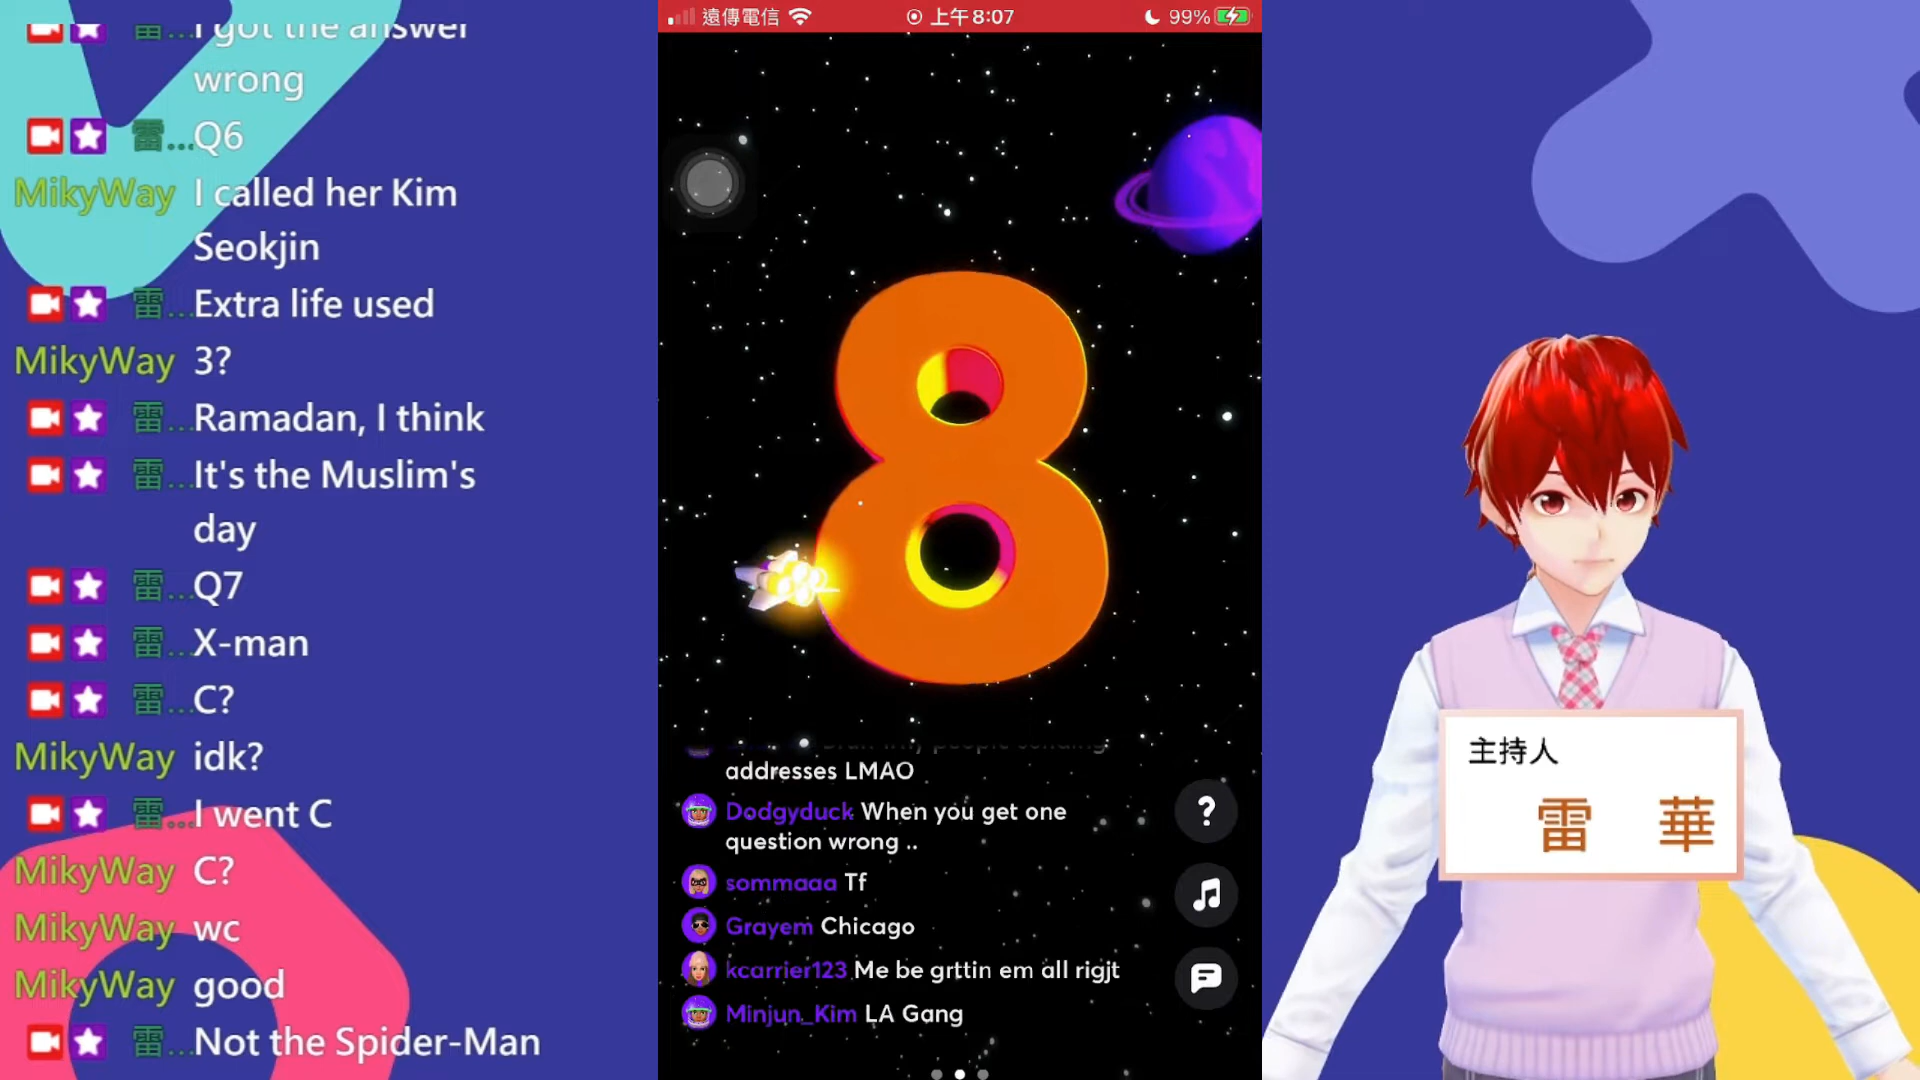 雷...I got the answer
wrong
雷...Q6
MikyWay I called her Kim
Seokjin
雷...Extra life used
MikyWay 3?
雷...Ramadan, I think
雷...It's the Muslim's
day
雷...Q7
雷...X-man
雷...C?
MikyWay idk?
雷...I went C
MikyWay C?
MikyWay wc
MikyWay good
雷...Not the Spider-Man
遠傳電信 上午8:07 99%
8
addresses LMAO
Dodgyduck When you get one
question wrong ..
sommaaa Tf
Grayem Chicago
kcarrier123 Me be grttin em all rigjt
Minjun_Kim LA Gang
?
主持人
雷 華